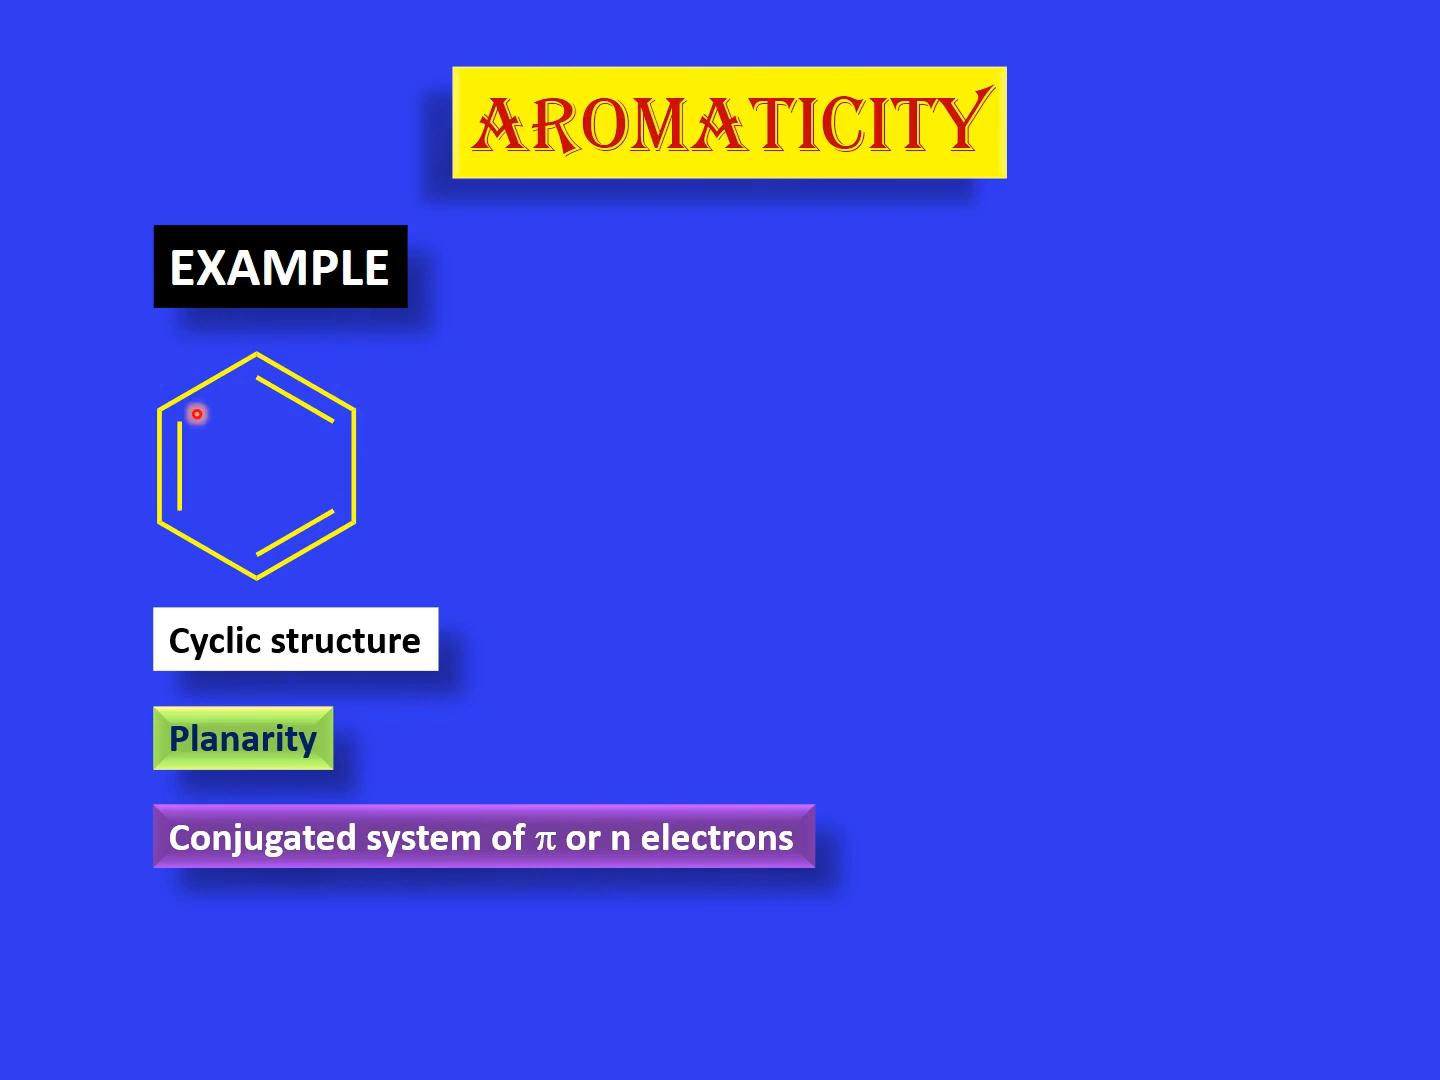 AROMATICITY
EXAMPLE
Cyclic structure
Planarity
Conjugated system of π or n electrons